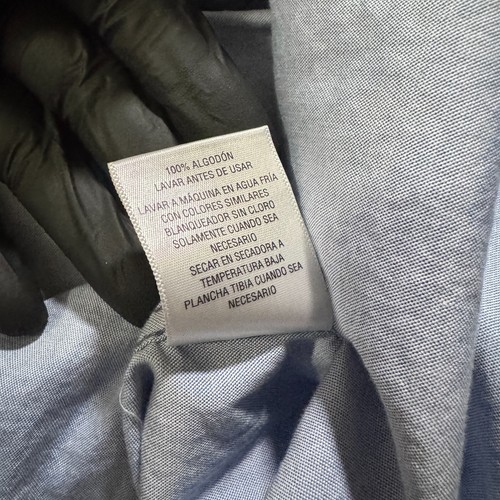 100% ALGODÓN
LAVAR ANTES DE USAR
LAVAR A MÁQUINA EN AGUA FRÍA
CON COLORES SIMILARES
BLANQUEADOR SIN CLORO
SOLAMENTE CUANDO SEA
NECESARIO
SECAR EN SECADORA A
TEMPERATURA BAJA
PLANCHA TIBIA CUANDO SEA
NECESARIO